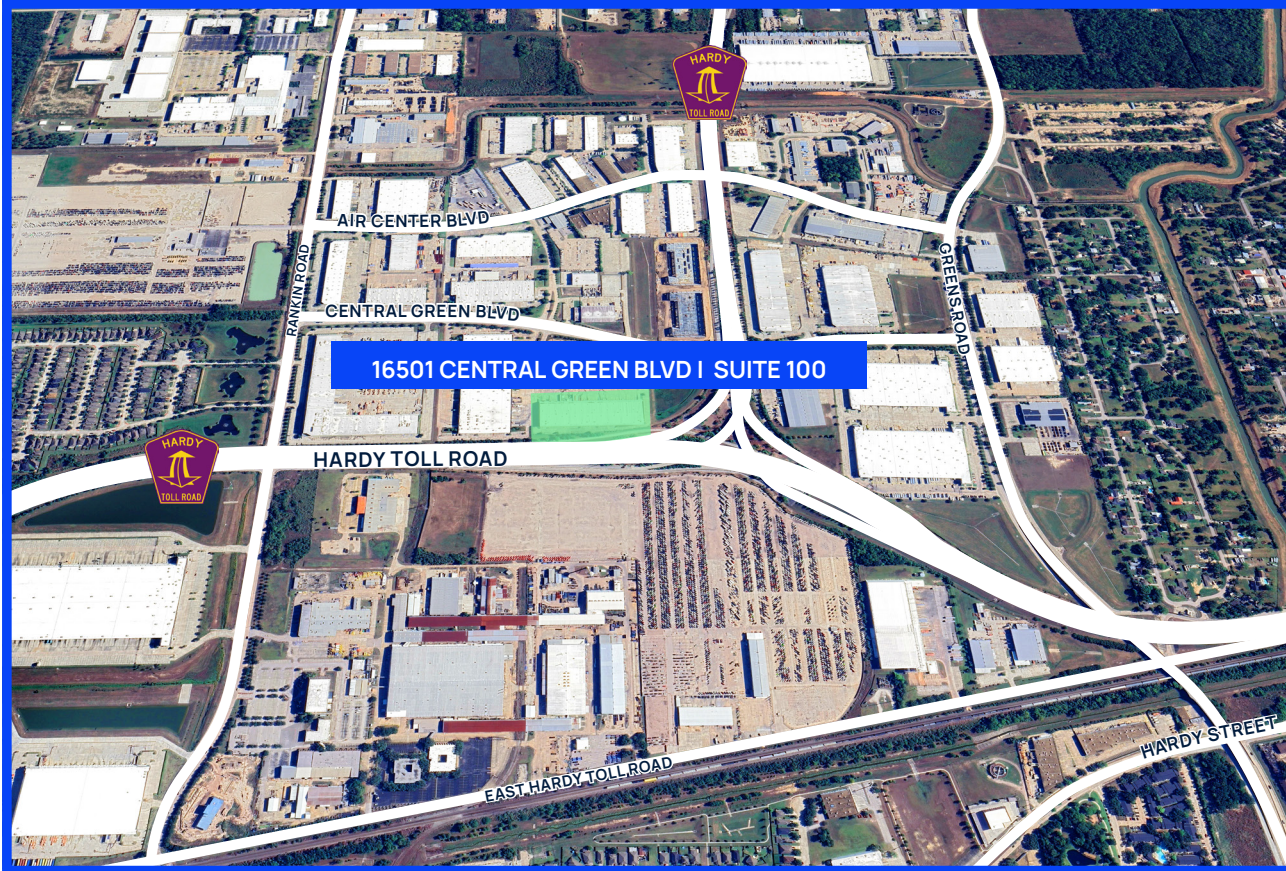 HARDY
TOLL ROAD
AIR CENTER BLVD
RANKIN ROAD
GREENS ROAD
CENTRAL GREEN BLVD
16501 CENTRAL GREEN BLVD | SUITE 100
HARDY
TOLL ROAD
HARDY TOLL ROAD
HARDY STREET
EAST HARDY TOLL ROAD